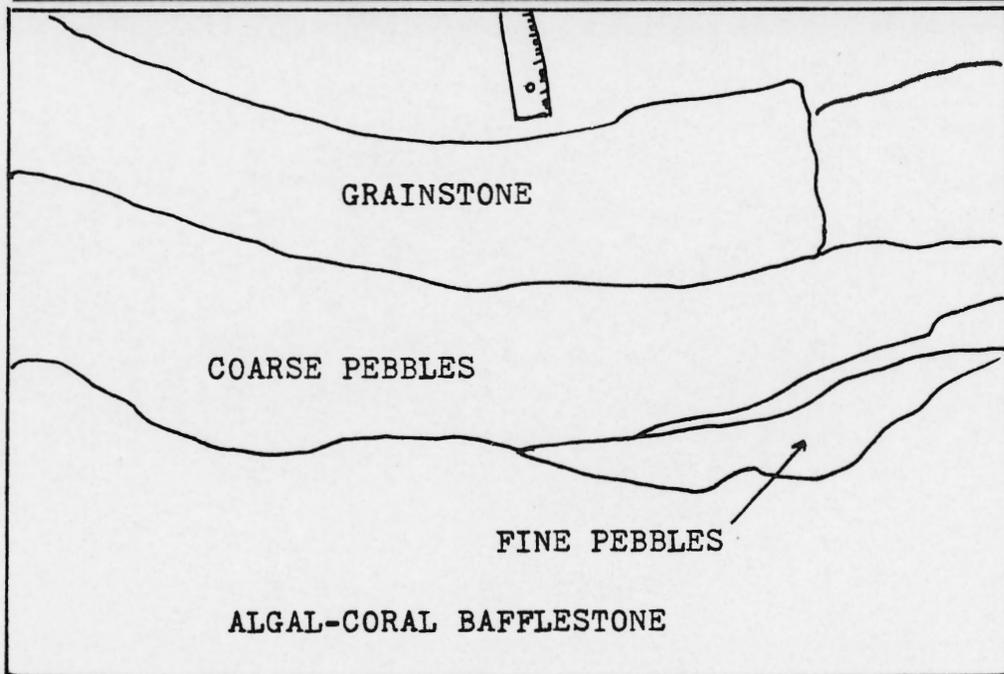 GRAINSTONE
COARSE PEBBLES
FINE PEBBLES
ALGAL-CORAL BAFFLESTONE